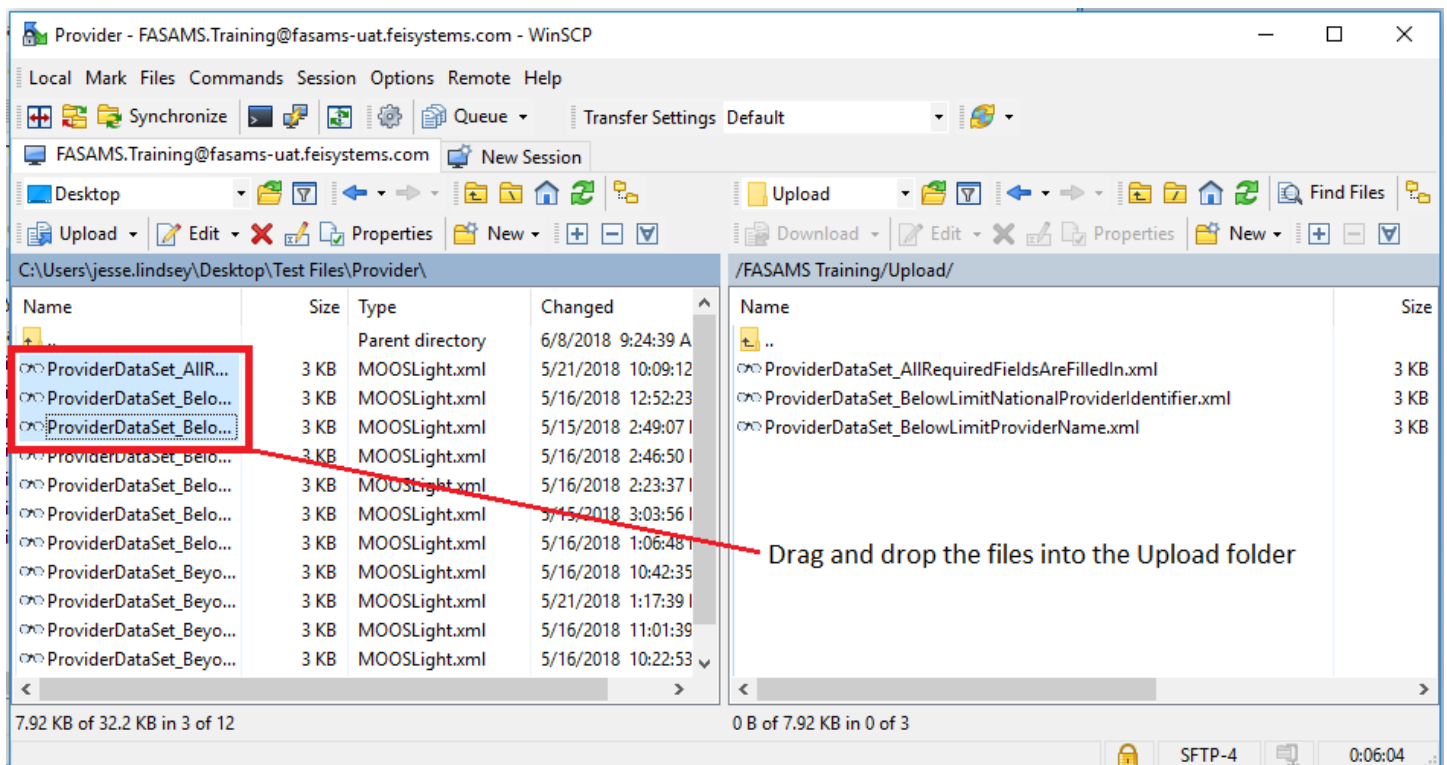 Provider - FASAMS.Training@fasams-uat.feisystems.com - WinSCP
Local Mark Files Commands Session Options Remote Help
Synchronize Queue Transfer Settings Default
FASAMS.Training@fasams-uat.feisystems.com New Session
Desktop Upload Find Files
Upload Edit Properties New Download Edit Properties New
C:\Users\jesse.lindsey\Desktop\Test Files\Provider\ /FASAMS Training/Upload/
Name Size Type Changed Name Size
.. Parent directory 6/8/2018 9:24:39 A ..
ProviderDataSet_AllR... 3 KB MOOSLight.xml 5/21/2018 10:09:12 ProviderDataSet_AllRequiredFieldsAreFilledIn.xml 3 KB
ProviderDataSet_Belo... 3 KB MOOSLight.xml 5/16/2018 12:52:23 ProviderDataSet_BelowLimitNationalProviderIdentifier.xml 3 KB
ProviderDataSet_Belo... 3 KB MOOSLight.xml 5/15/2018 2:49:07 ProviderDataSet_BelowLimitProviderName.xml 3 KB
ProviderDataSet_Belo... 3 KB MOOSLight.xml 5/16/2018 2:46:50
ProviderDataSet_Belo... 3 KB MOOSLight.xml 5/16/2018 2:23:37
ProviderDataSet_Belo... 3 KB MOOSLight.xml 5/15/2018 3:03:56
ProviderDataSet_Belo... 3 KB MOOSLight.xml 5/16/2018 1:06:48
Drag and drop the files into the Upload folder
ProviderDataSet_Beyo... 3 KB MOOSLight.xml 5/16/2018 10:42:35
ProviderDataSet_Beyo... 3 KB MOOSLight.xml 5/21/2018 1:17:39
ProviderDataSet_Beyo... 3 KB MOOSLight.xml 5/16/2018 11:01:39
ProviderDataSet_Beyo... 3 KB MOOSLight.xml 5/16/2018 10:22:53
7.92 KB of 32.2 KB in 3 of 12 0 B of 7.92 KB in 0 of 3
SFTP-4 0:06:04